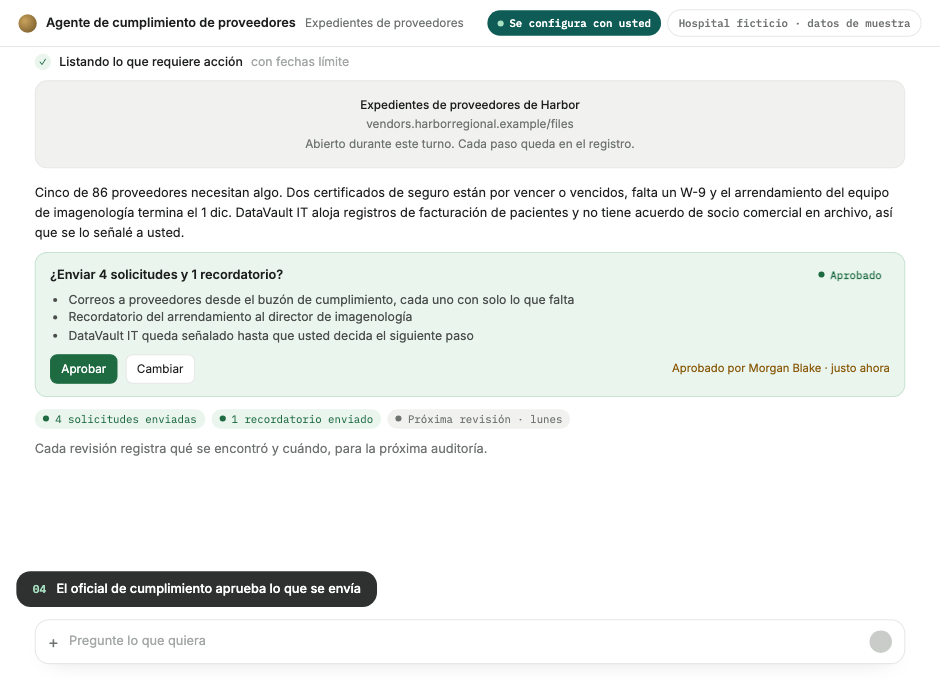 Agente de cumplimiento de proveedores Expedientes de proveedores Se configura con usted Hospital ficticio · datos de muestra
Listando lo que requiere acción con fechas límite
Expedientes de proveedores de Harbor
vendors.harborregional.example/files
Abierto durante este turno. Cada paso queda en el registro.
Cinco de 86 proveedores necesitan algo. Dos certificados de seguro están por vencer o vencidos, falta un W-9 y el arrendamiento del equipo
de imagenología termina el 1 dic. DataVault IT aloja registros de facturación de pacientes y no tiene acuerdo de socio comercial en archivo, así
que se lo señalé a usted.
¿Enviar 4 solicitudes y 1 recordatorio? Aprobado
• Correos a proveedores desde el buzón de cumplimiento, cada uno con solo lo que falta
• Recordatorio del arrendamiento al director de imagenología
• DataVault IT queda señalado hasta que usted decida el siguiente paso
Aprobar Cambiar Aprobado por Morgan Blake · justo ahora
4 solicitudes enviadas 1 recordatorio enviado Próxima revisión · lunes
Cada revisión registra qué se encontró y cuándo, para la próxima auditoría.
04 El oficial de cumplimiento aprueba lo que se envía
+ Pregunte lo que quiera